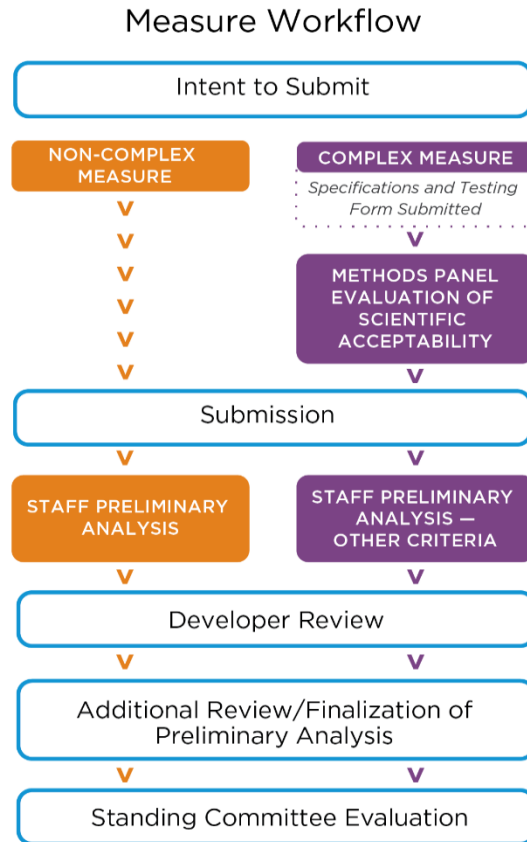 Measure Workflow
Intent to Submit
NON-COMPLEX
MEASURE
COMPLEX MEASURE
Specifications and Testing
Form Submitted
METHODS PANEL
EVALUATION OF
SCIENTIFIC
ACCEPTABILITY
Submission
STAFF PRELIMINARY
ANALYSIS
STAFF PRELIMINARY
ANALYSIS —
OTHER CRITERIA
Developer Review
Additional Review/Finalization of
Preliminary Analysis
Standing Committee Evaluation